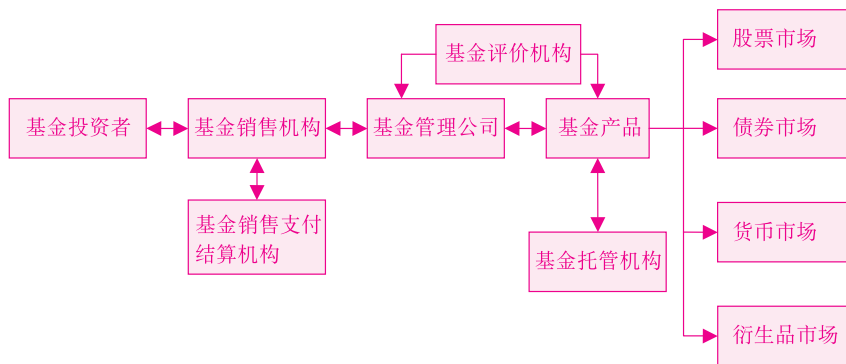 股票市场
基金评价机构
基金投资者
基金销售机构
基金管理公司
基金产品
债券市场
基金销售支付
结算机构
基金托管机构
货币市场
衍生品市场